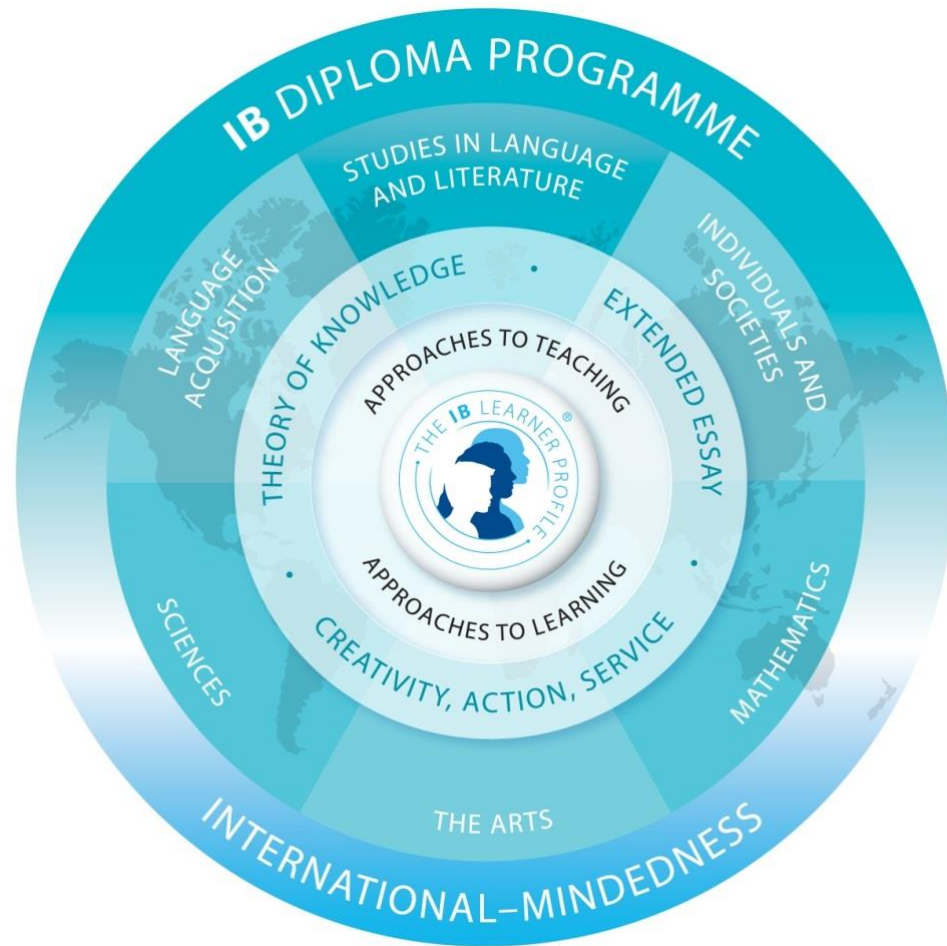 IB DIPLOMA PROGRAMME
STUDIES IN LANGUAGE
AND LITERATURE
LANGUAGE
ACQUISITION
INDIVIDUALS AND
SOCIETIES
THEORY OF KNOWLEDGE
•
EXTENDED ESSAY
•
CREATIVITY, ACTION, SERVICE
•
APPROACHES TO TEACHING
• THE IB LEARNER PROFILE • ®
APPROACHES TO LEARNING
SCIENCES
MATHEMATICS
THE ARTS
INTERNATIONAL–MINDEDNESS